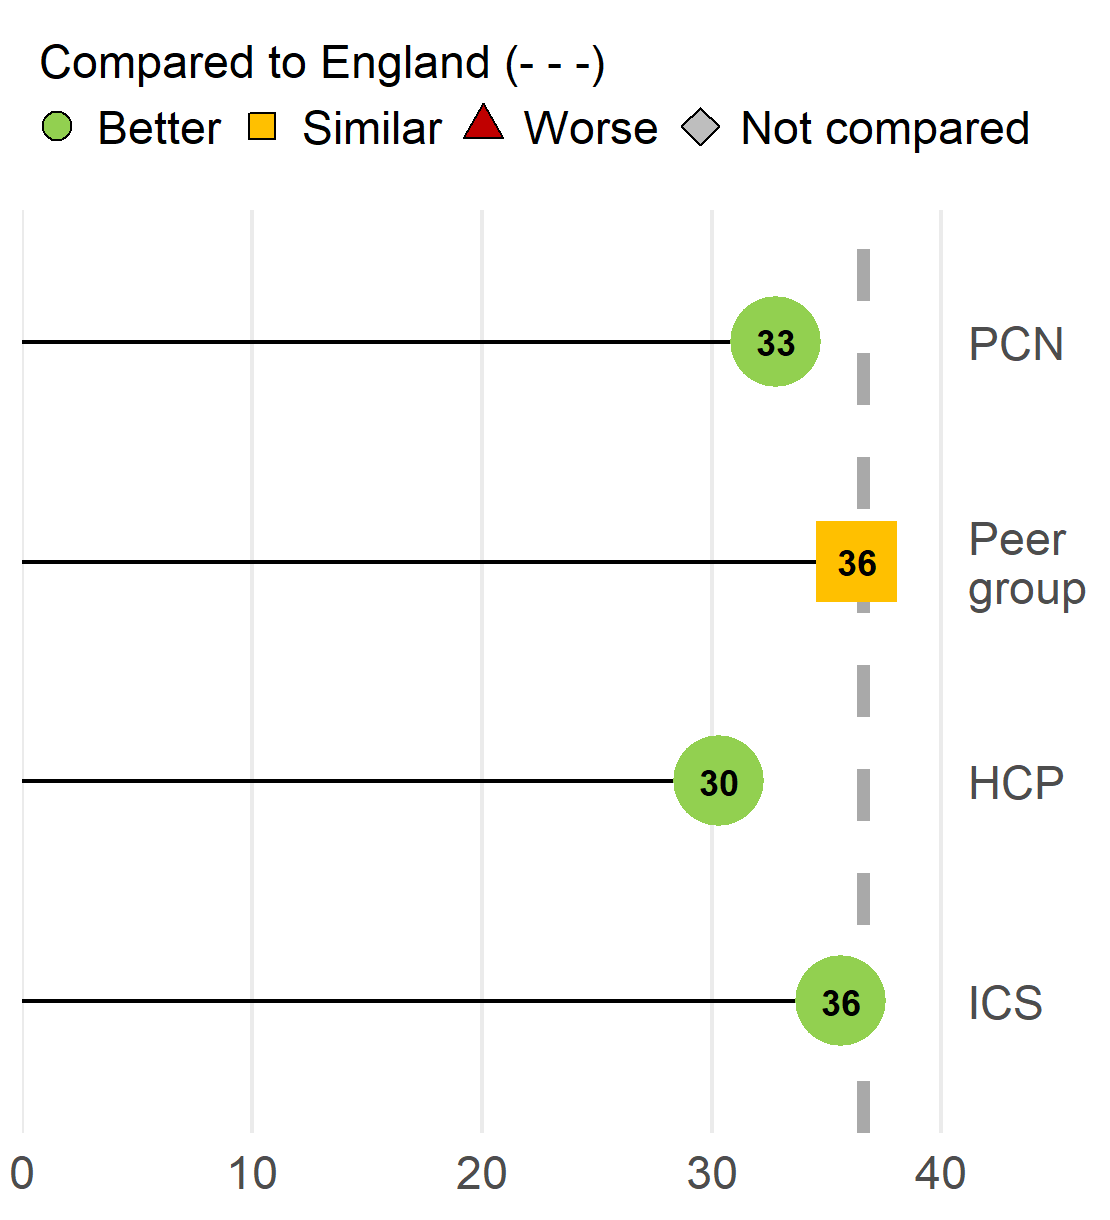 Compared to England (- - -)
Better Similar Worse Not compared
33 PCN
36 Peer
group
30 HCP
36 ICS
0 10 20 30 40